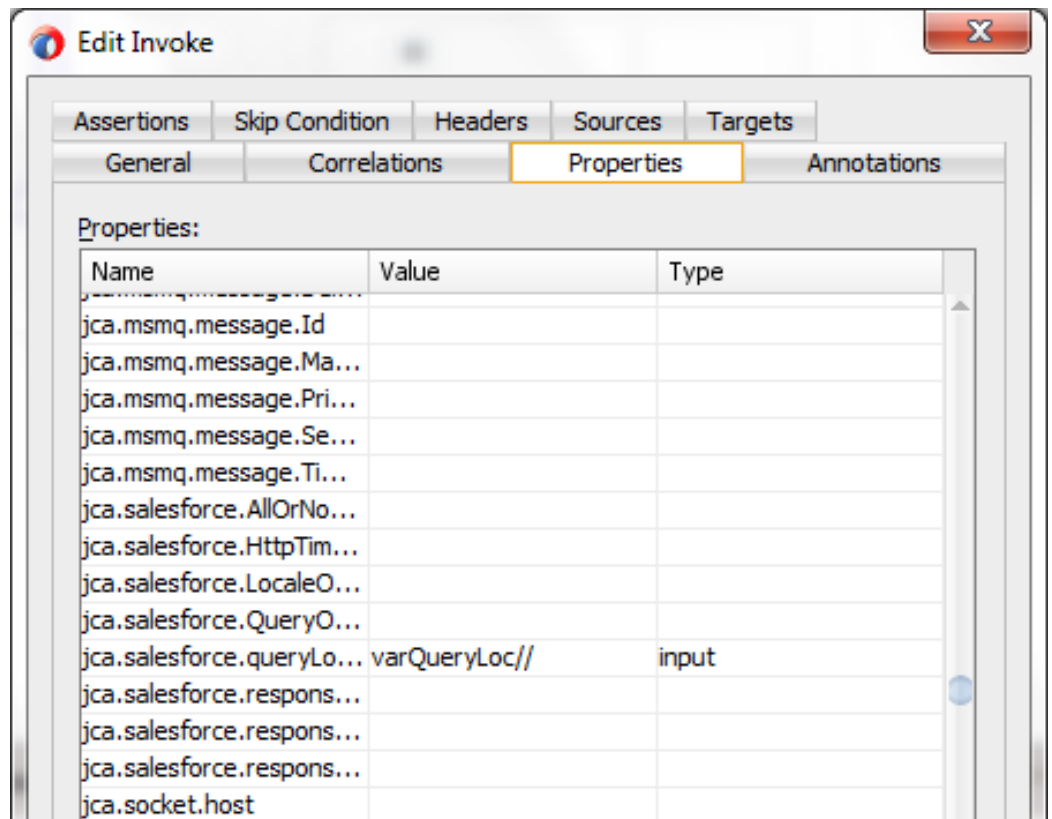 Edit Invoke
Assertions Skip Condition Headers Sources Targets
General Correlations Properties Annotations
Properties:
Name Value Type
jca.msmq.message.Id
jca.msmq.message.Ma...
jca.msmq.message.Pri...
jca.msmq.message.Se...
jca.msmq.message.Ti...
jca.salesforce.AllOrNo...
jca.salesforce.HttpTim...
jca.salesforce.LocaleO...
jca.salesforce.QueryO...
jca.salesforce.queryLo... varQueryLoc// input
jca.salesforce.respons...
jca.salesforce.respons...
jca.salesforce.respons...
jca.socket.host